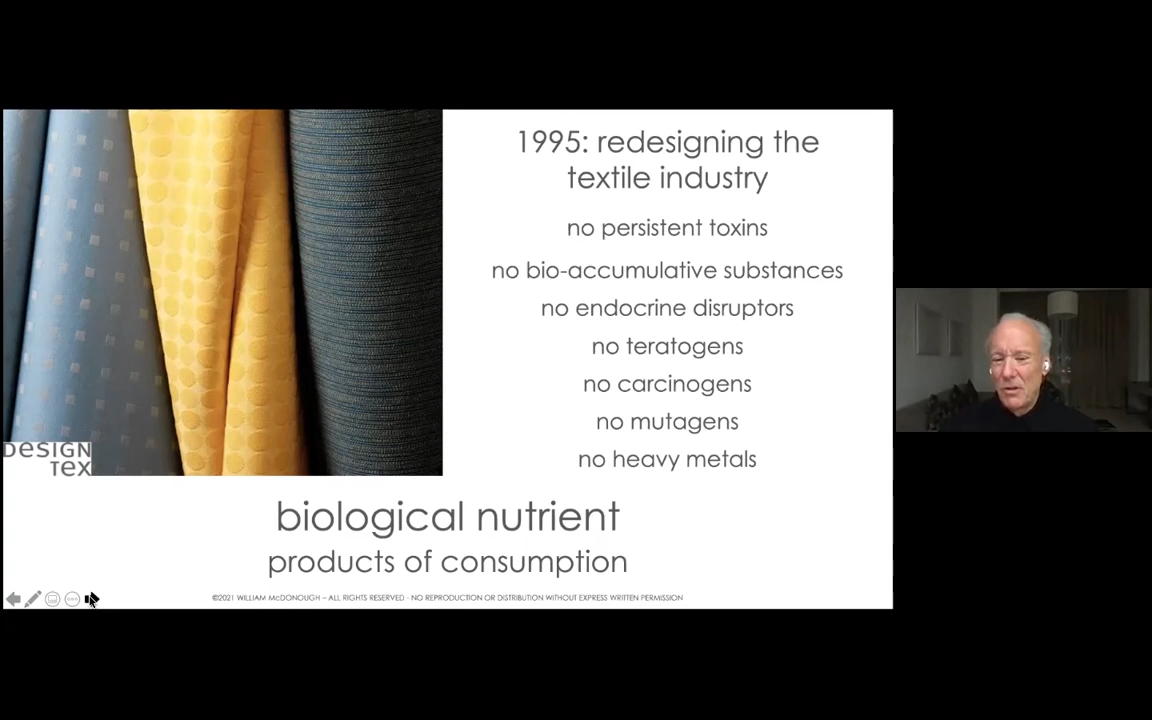 1995: redesigning the
textile industry
no persistent toxins
no bio-accumulative substances
no endocrine disruptors
no teratogens
no carcinogens
no mutagens
no heavy metals
DESIGN
TEX
biological nutrient
products of consumption
©2021 WILLIAM McDONOUGH – ALL RIGHTS RESERVED - NO REPRODUCTION OR DISTRIBUTION WITHOUT EXPRESS WRITTEN PERMISSION